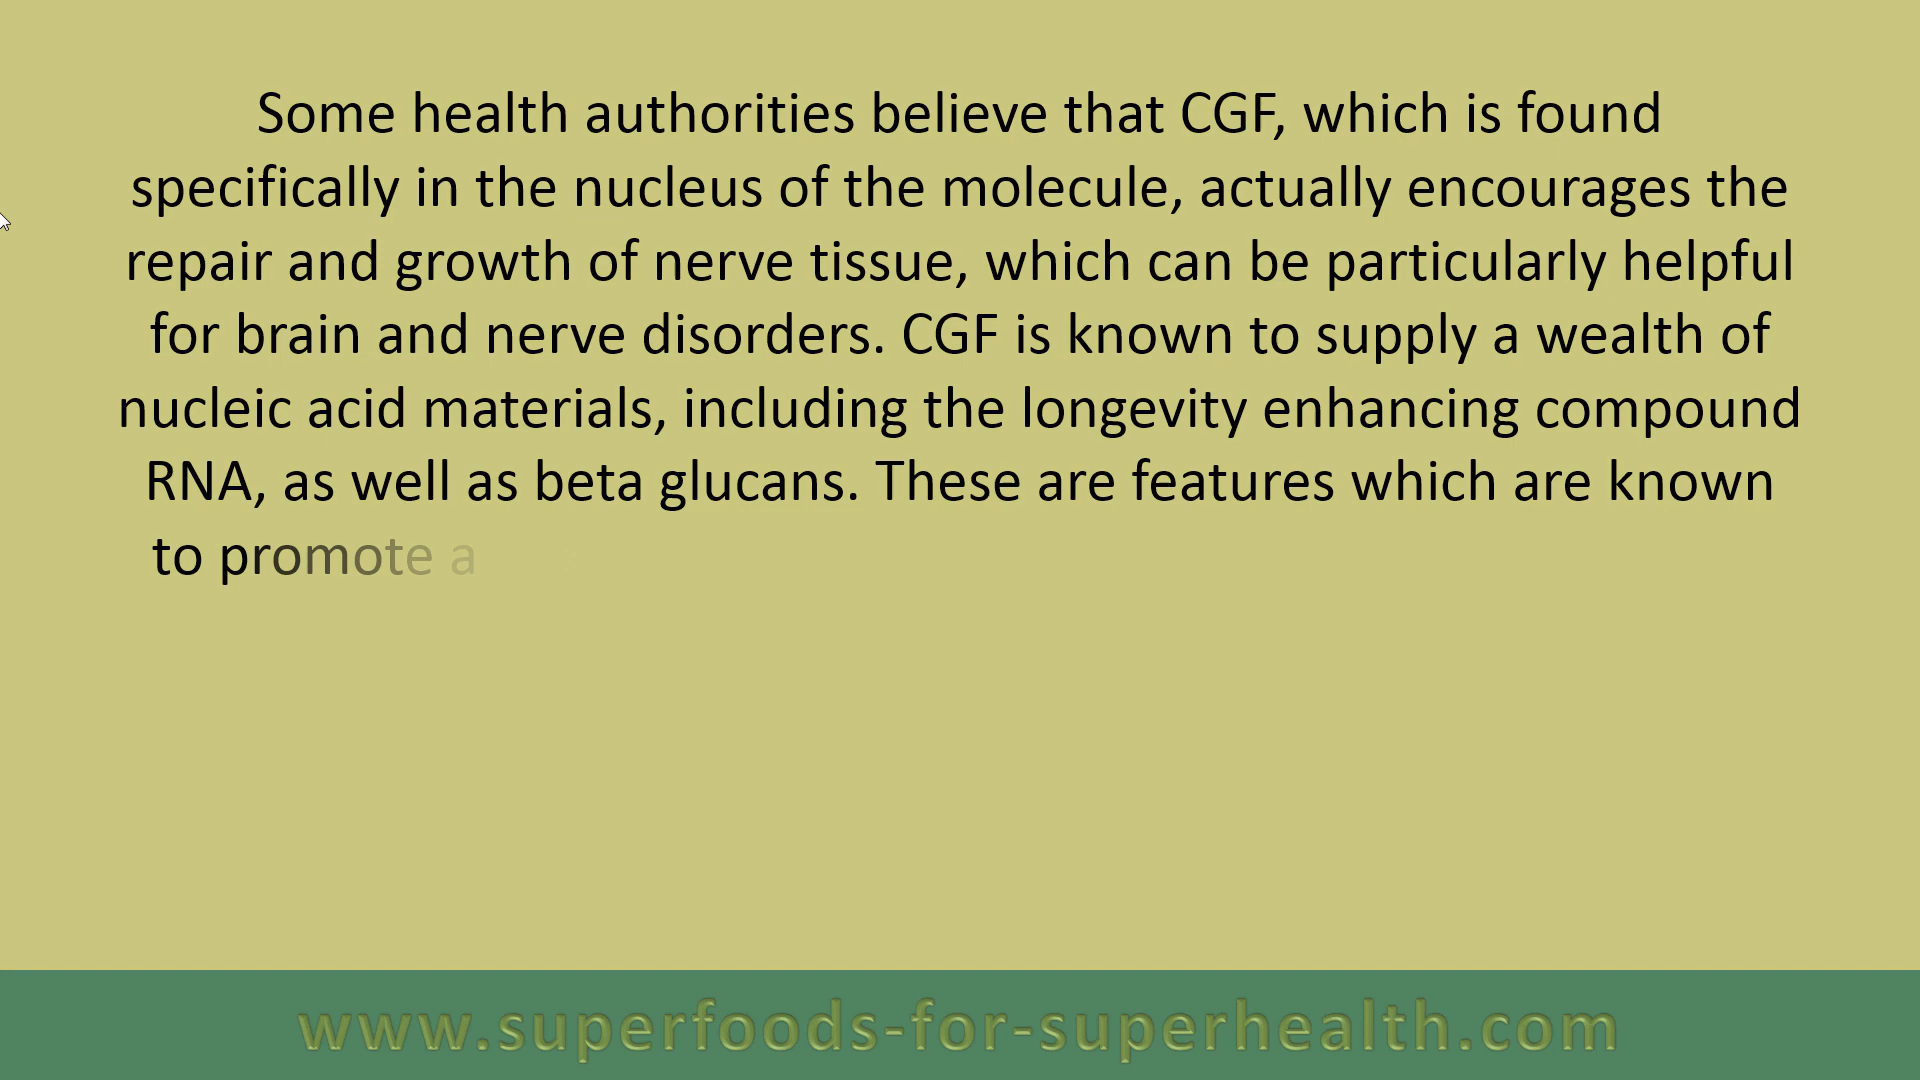 Some health authorities believe that CGF, which is found
specifically in the nucleus of the molecule, actually encourages the
repair and growth of nerve tissue, which can be particularly helpful
for brain and nerve disorders. CGF is known to supply a wealth of
nucleic acid materials, including the longevity enhancing compound
RNA, as well as beta glucans. These are features which are known
to promote a
www.superfoods-for-superhealth.com